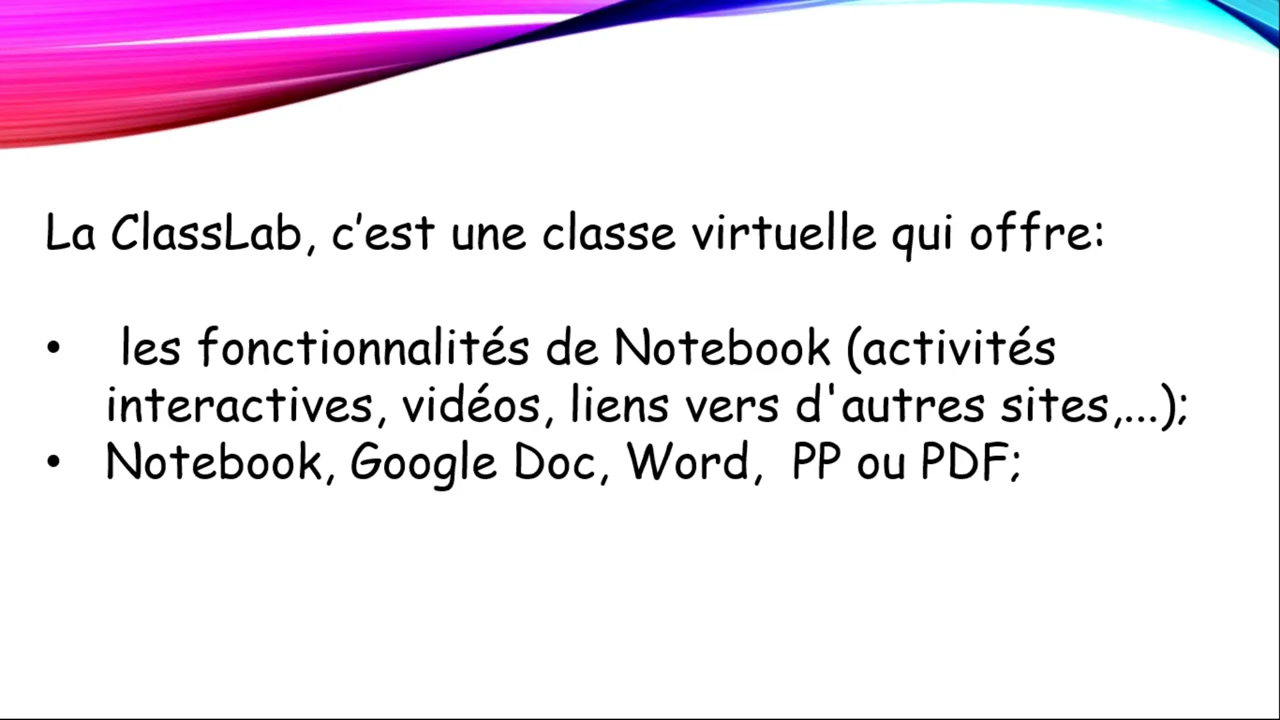 La ClassLab, c’est une classe virtuelle qui offre:
• les fonctionnalités de Notebook (activités
interactives, vidéos, liens vers d'autres sites,...);
• Notebook, Google Doc, Word, PP ou PDF;